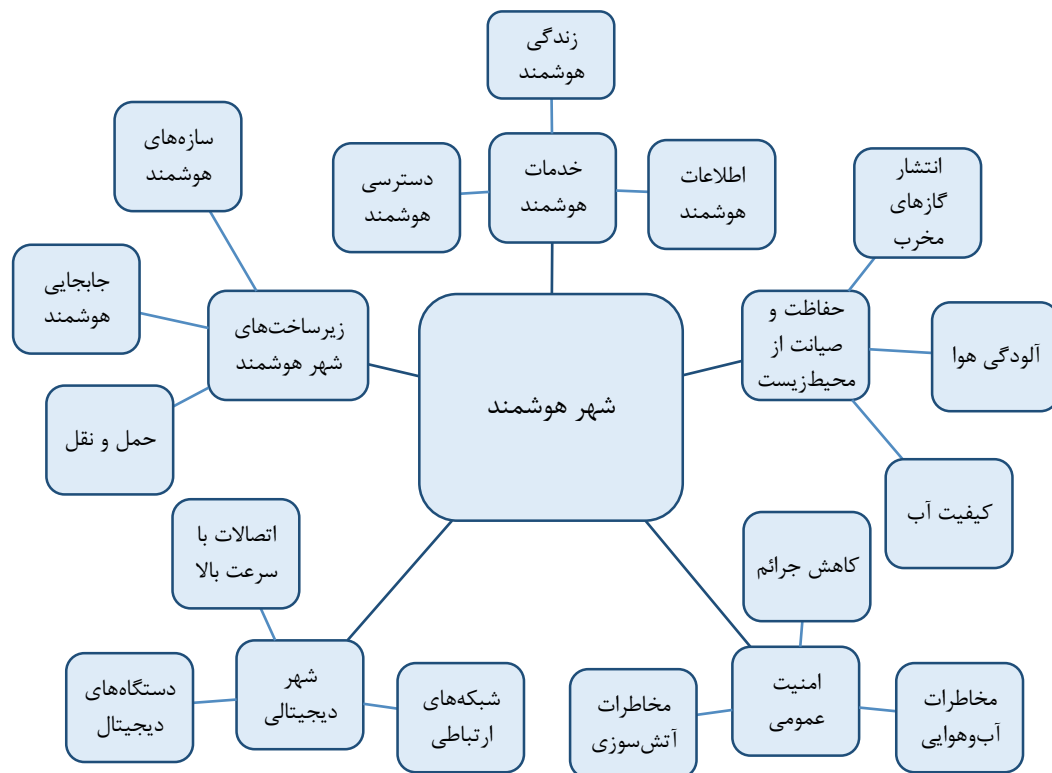 زندگی
هوشمند
خدمات
هوشمند
اطلاعات
هوشمند
دسترسی
هوشمند
سازه‌های
هوشمند
جابجایی
هوشمند
زیرساخت‌های
شهر هوشمند
حمل و نقل
انتشار
گازهای
مخرب
حفاظت و
صیانت از
محیط‌زیست
آلودگی هوا
کیفیت آب
شهر هوشمند
اتصالات با
سرعت بالا
شهر
دیجیتالی
دستگاه‌های
دیجیتال
شبکه‌های
ارتباطی
کاهش جرائم
امنیت
عمومی
مخاطرات
آتش‌سوزی
مخاطرات
آب‌وهوایی